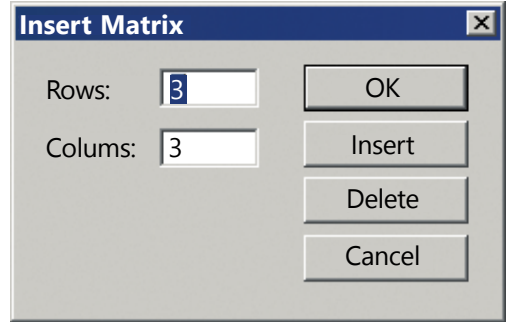 Insert Matrix
Rows: 3 OK
Colums: 3 Insert
Delete
Cancel